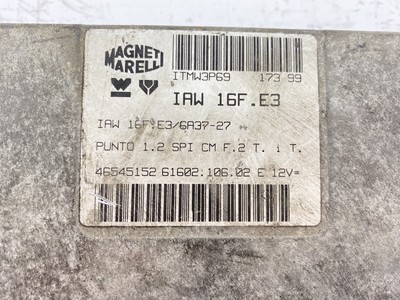 MAGNETI
MARELLI
ITMW3P69 173 99
IAW 16F.E3
IAW 16F.E3/6A37-27
PUNTO 1.2 SPI CM F.2 T. i T.
46545152 61602.106.02 E 12V=